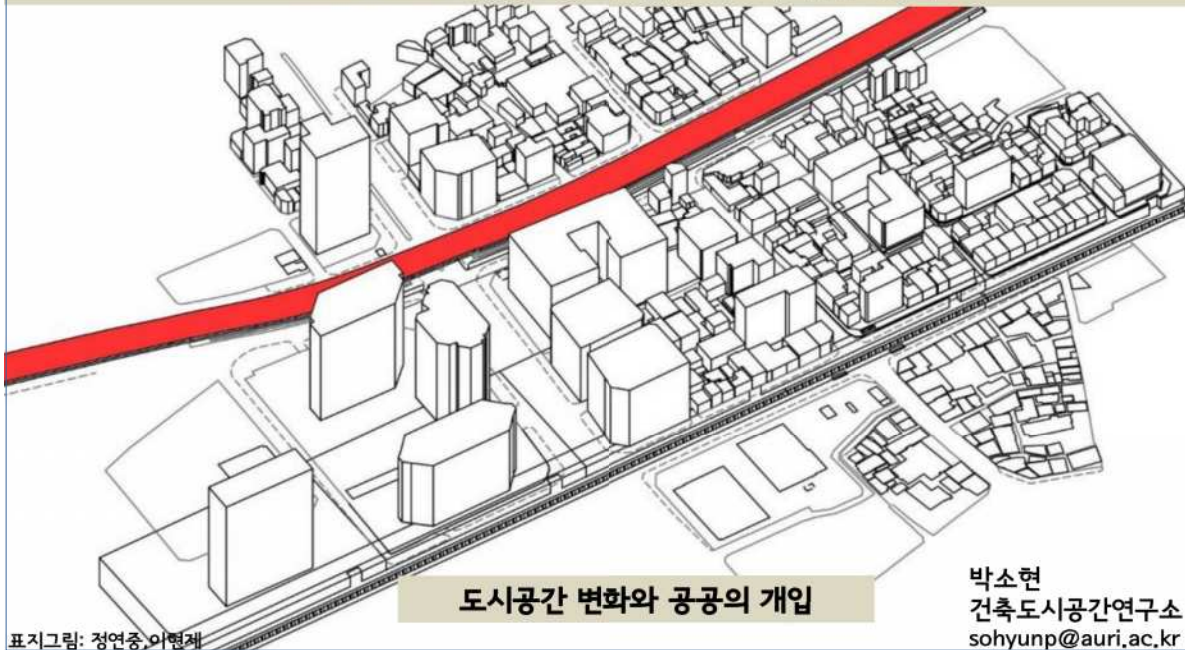 도시공간 변화와 공공의 개입
박소현
건축도시공간연구소
sohyunp@auri.ac.kr
표지그림: 정연중,이현제